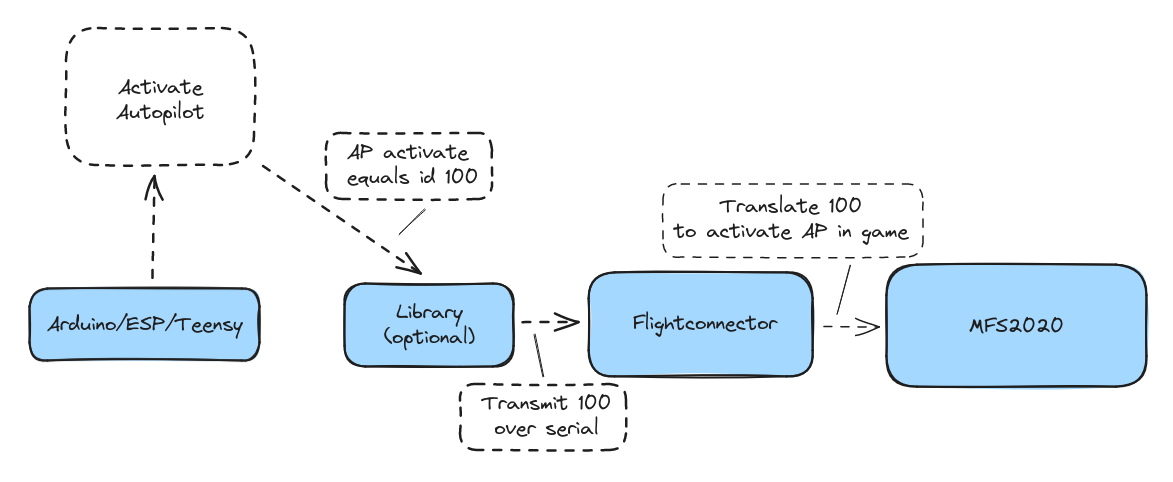 Activate
Autopilot
AP activate
equals id 100
Translate 100
to activate AP in game
Arduino/ESP/Teensy
Library
(optional)
Flightconnector
MFS2020
Transmit 100
over serial